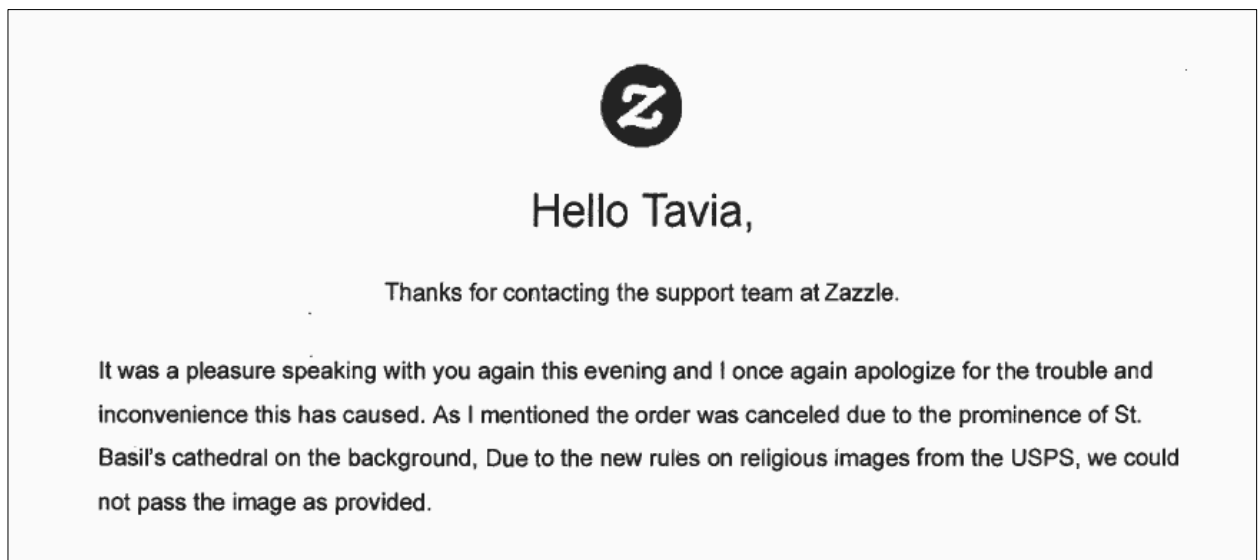 Z
Hello Tavia,
Thanks for contacting the support team at Zazzle.
It was a pleasure speaking with you again this evening and I once again apologize for the trouble and
inconvenience this has caused. As I mentioned the order was canceled due to the prominence of St.
Basil's cathedral on the background, Due to the new rules on religious images from the USPS, we could
not pass the image as provided.